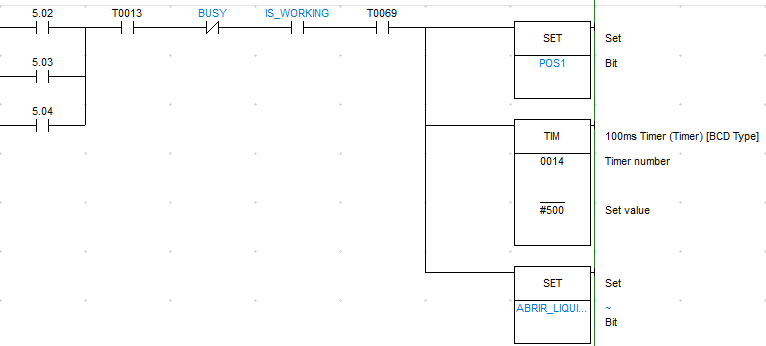 5.02 T0013 BUSY IS_WORKING T0069
SET Set
POS1 Bit
5.03
5.04
TIM 100ms Timer (Timer) [BCD Type]
0014 Timer number
#500 Set value
SET Set
ABRIR_LIQUI... ~
Bit